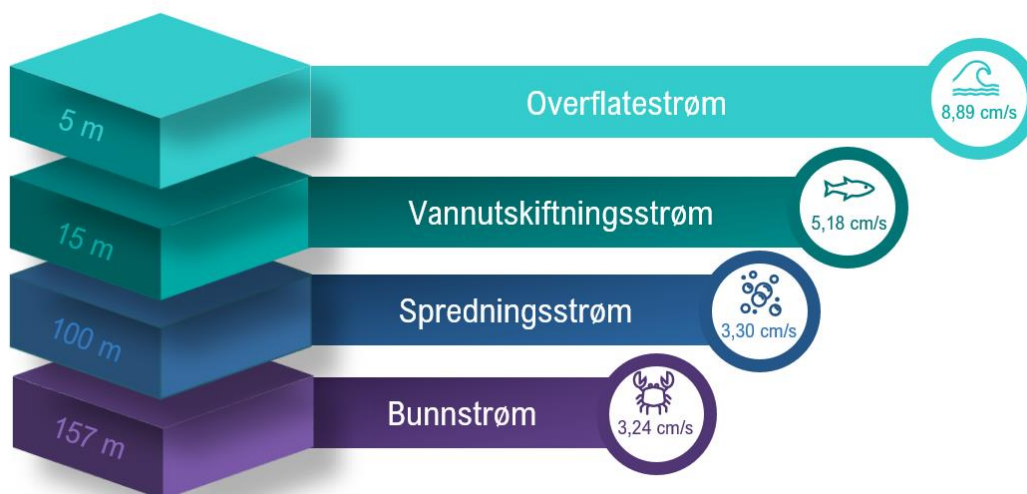 5 m
Overflatestrøm
8,89 cm/s
15 m
Vannutskiftningsstrøm
5,18 cm/s
100 m
Spredningsstrøm
3,30 cm/s
157 m
Bunnstrøm
3,24 cm/s